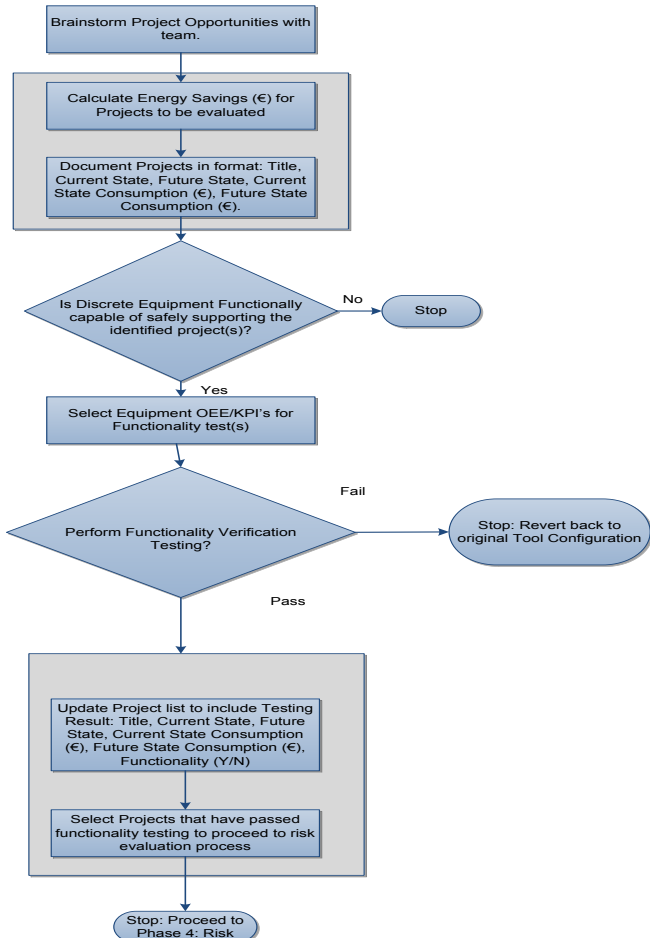 Brainstorm Project Opportunities with
team.
Calculate Energy Savings (€) for
Projects to be evaluated
Document Projects in format: Title,
Current State, Future State, Current
State Consumption (€), Future State
Consumption (€).
Is Discrete Equipment Functionally
capable of safely supporting the
identified project(s)?
No
Stop
Yes
Select Equipment OEE/KPI's for
Functionality test(s)
Fail
Perform Functionality Verification
Testing?
Stop: Revert back to
original Tool Configuration
Pass
Update Project list to include Testing
Result: Title, Current State, Future
State, Current State Consumption
(€), Future State Consumption (€),
Functionality (Y/N)
Select Projects that have passed
functionality testing to proceed to risk
evaluation process
Stop: Proceed to
Phase 4: Risk